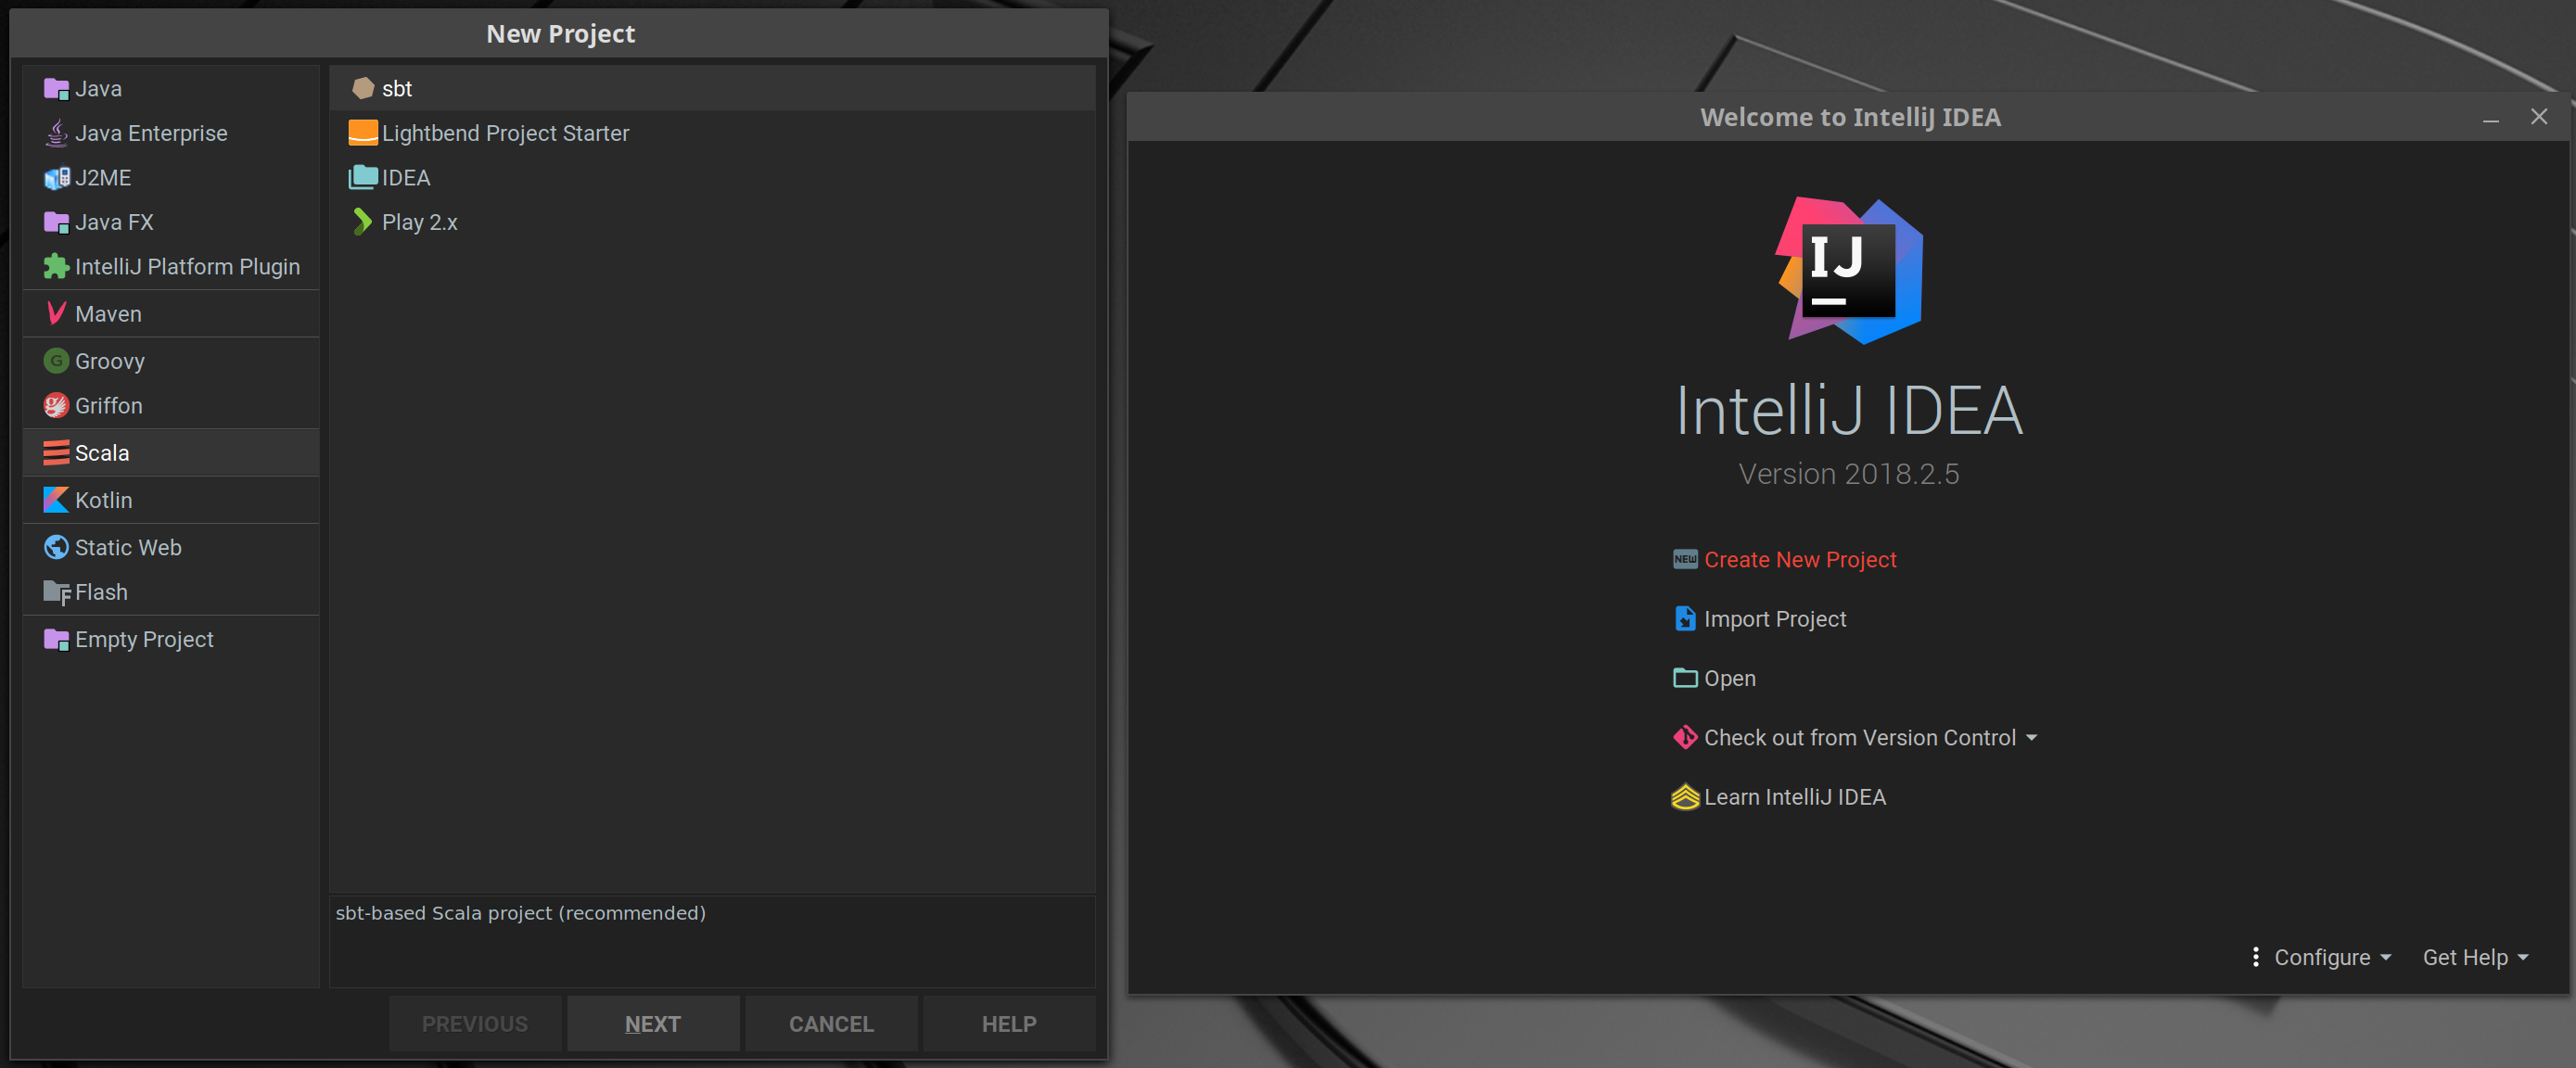 New Project
Java
Java Enterprise
J2ME
Java FX
IntelliJ Platform Plugin
Maven
G Groovy
Griffon
Scala
Kotlin
Static Web
F Flash
Empty Project
sbt
Lightbend Project Starter
IDEA
Play 2.x
sbt-based Scala project (recommended)
PREVIOUS
NEXT
CANCEL
HELP
Welcome to IntelliJ IDEA
IJ
IntelliJ IDEA
Version 2018.2.5
NEW Create New Project
Import Project
Open
Check out from Version Control
Learn IntelliJ IDEA
Configure
Get Help